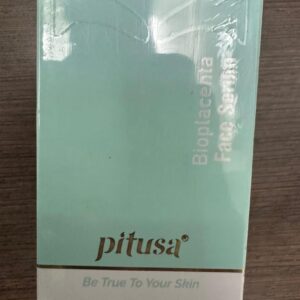 Bioplacenta
Face Serum
pitusa®
Be True To Your Skin